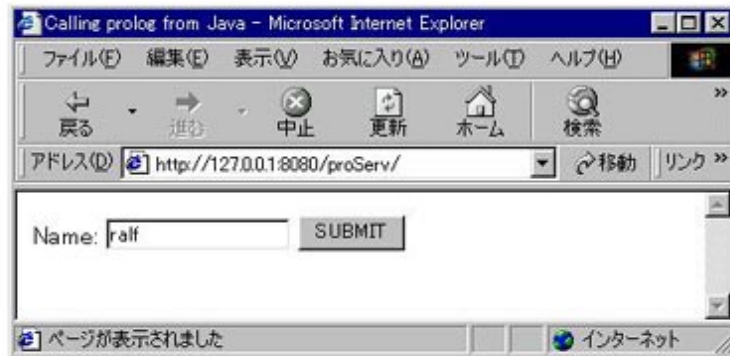 Calling prolog from Java - Microsoft Internet Explorer
ファイル(F) 編集(E) 表示(V) お気に入り(A) ツール(T) ヘルプ(H)
戻る 進む 中止 更新 ホーム 検索 »
アドレス(D) http://127.0.0.1:8080/proServ/ 移動 リンク »
Name: ralf SUBMIT
ページが表示されました インターネット